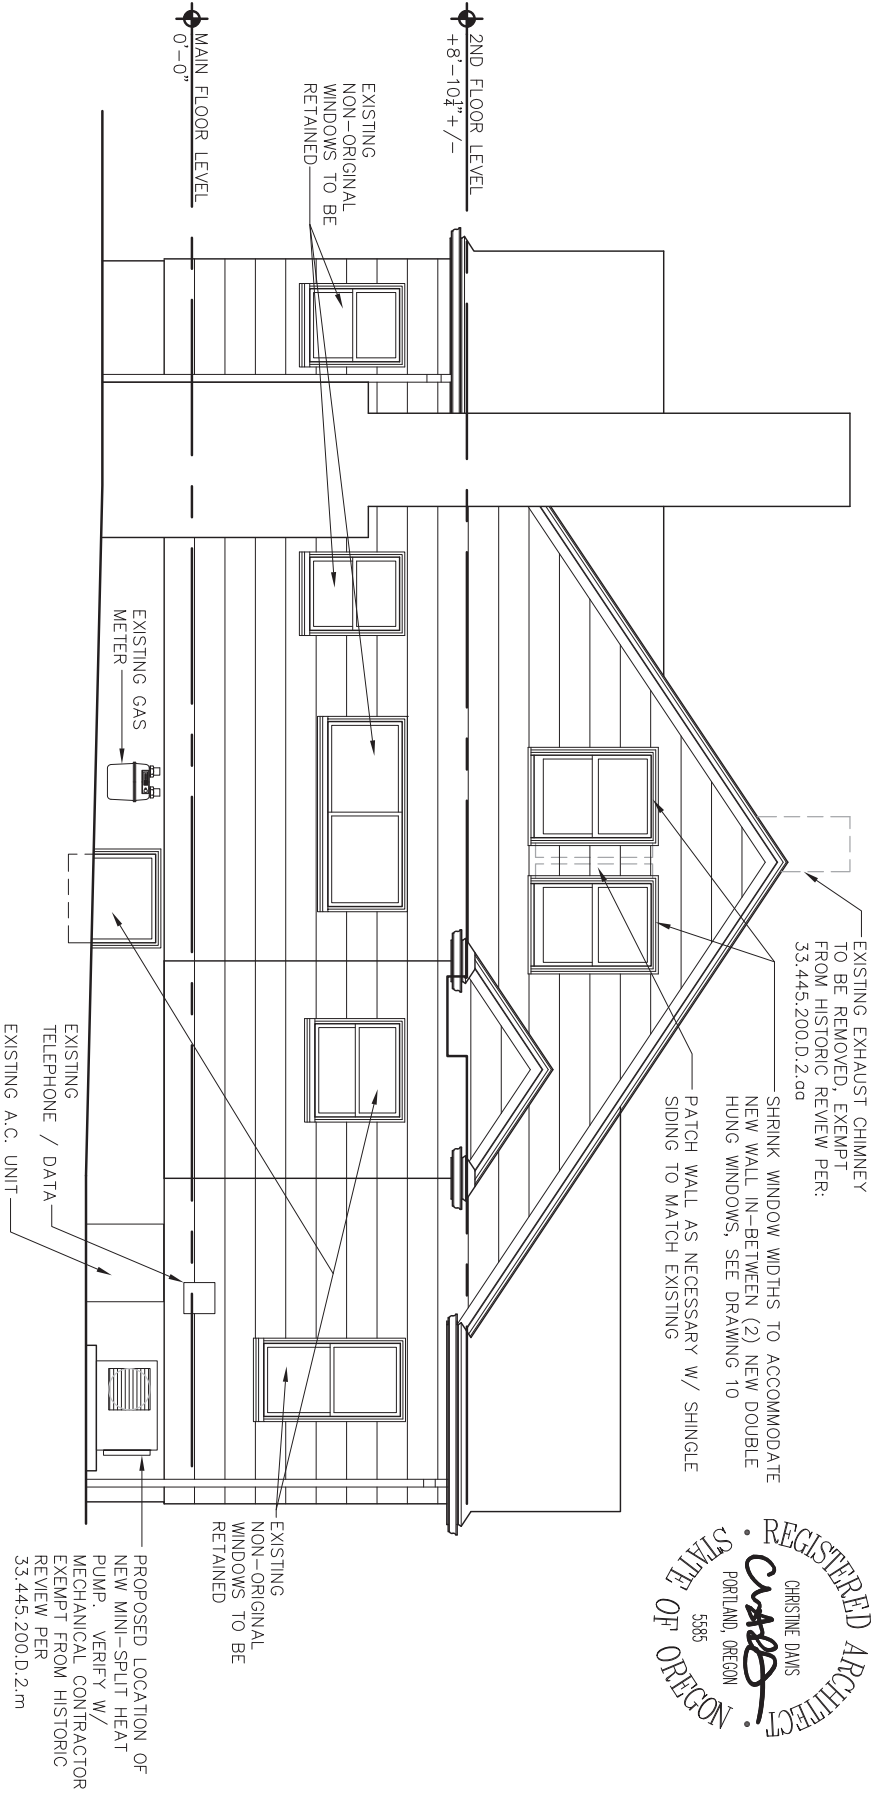 EXISTING EXHAUST CHIMNEY
TO BE REMOVED, EXEMPT
FROM HISTORIC REVIEW PER:
33.445.200.D.2.aa
SHRINK WINDOW WIDTHS TO ACCOMMODATE
NEW WALL IN-BETWEEN (2) NEW DOUBLE
HUNG WINDOWS, SEE DRAWING 10
PATCH WALL AS NECESSARY W/ SHINGLE
SIDING TO MATCH EXISTING
REGISTERED ARCHITECT
CHRISTINE DAVIS
PORTLAND, OREGON
5585
STATE OF OREGON
2ND FLOOR LEVEL
+8'-10¼"+/-
EXISTING
NON-ORIGINAL
WINDOWS TO BE
RETAINED
MAIN FLOOR LEVEL
0'-0"
EXISTING GAS
METER
EXISTING
TELEPHONE / DATA
EXISTING A.C. UNIT
EXISTING
NON-ORIGINAL
WINDOWS TO BE
RETAINED
PROPOSED LOCATION OF
NEW MINI-SPLIT HEAT
PUMP. VERIFY W/
MECHANICAL CONTRACTOR
EXEMPT FROM HISTORIC
REVIEW PER
33.445.200.D.2.m